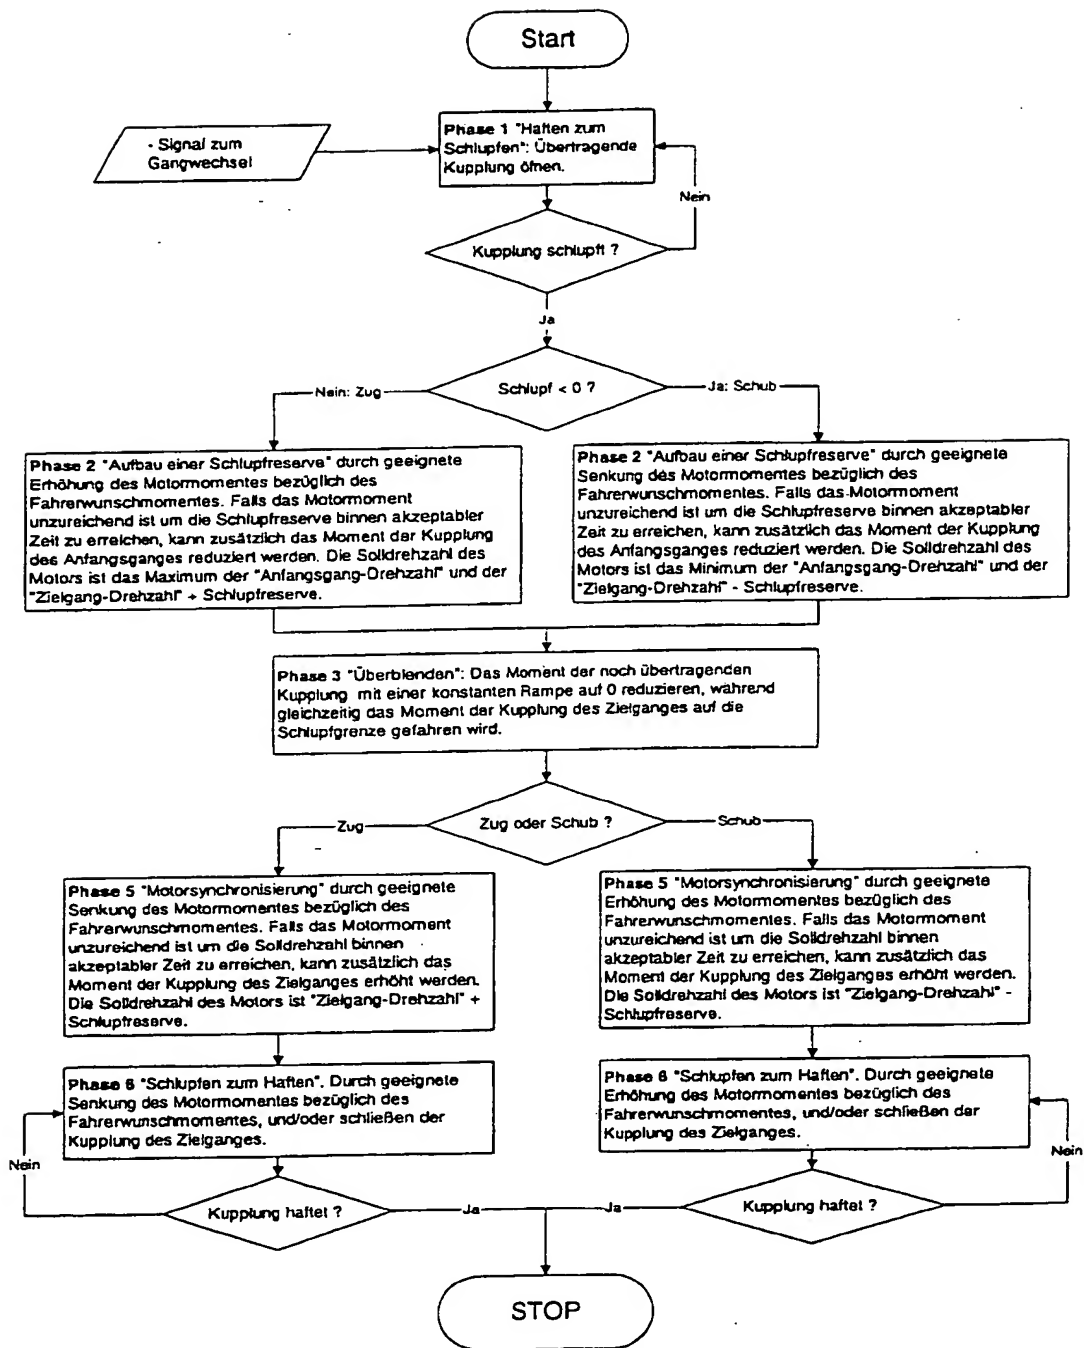 Start
- Signal zum
Gangwechsel
Phase 1 "Haften zum
Schlupfen": Übertragende
Kupplung öfnen.
Nein
Kupplung schlupft ?
Ja
Schlupf < 0 ?
Nein: Zug
Ja: Schub
Phase 2 "Aufbau einer Schlupfreserve" durch geeignete
Erhöhung des Motormomentes bezüglich des
Fahrerwunschmomentes. Falls das Motormoment
unzureichend ist um die Schlupfreserve binnen akzeptabler
Zeit zu erreichen, kann zusätzlich das Moment der Kupplung
des Anfangsganges reduziert werden. Die Solldrehzahl des
Motors ist das Maximum der "Anfangsgang-Drehzahl" und der
"Zielgang-Drehzahl" + Schlupfreserve.
Phase 2 "Aufbau einer Schlupfreserve" durch geeignete
Senkung des Motormomentes bezüglich des
Fahrerwunschmomentes. Falls das Motormoment
unzureichend ist um die Schlupfreserve binnen akzeptabler
Zeit zu erreichen, kann zusätzlich das Moment der Kupplung
des Anfangsganges reduziert werden. Die Solldrehzahl des
Motors ist das Minimum der "Anfangsgang-Drehzahl" und der
"Zielgang-Drehzahl" - Schlupfreserve.
Phase 3 "Überblenden": Das Moment der noch übertragenden
Kupplung mit einer konstanten Rampe auf 0 reduzieren, während
gleichzeitig das Moment der Kupplung des Zielganges auf die
Schlupfgrenze gefahren wird.
Zug oder Schub ?
Zug
Schub
Phase 5 "Motorsynchronisierung" durch geeignete
Senkung des Motormomentes bezüglich des
Fahrerwunschmomentes. Falls das Motormoment
unzureichend ist um die Solldrehzahl binnen
akzeptabler Zeit zu erreichen, kann zusätzlich das
Moment der Kupplung des Zielganges erhöht werden.
Die Solldrehzahl des Motors ist "Zielgang-Drehzahl" +
Schlupfreserve.
Phase 5 "Motorsynchronisierung" durch geeignete
Erhöhung des Motormomentes bezüglich des
Fahrerwunschmomentes. Falls das Motormoment
unzureichend ist um die Solldrehzahl binnen
akzeptabler Zeit zu erreichen, kann zusätzlich das
Moment der Kupplung des Zielganges erhöht werden.
Die Solldrehzahl des Motors ist "Zielgang-Drehzahl" -
Schlupfreserve.
Phase 6 "Schlupfen zum Haften". Durch geeignete
Senkung des Motormomentes bezüglich des
Fahrerwunschmomentes, und/oder schließen der
Kupplung des Zielganges.
Phase 6 "Schlupfen zum Haften". Durch geeignete
Erhöhung des Motormomentes bezüglich des
Fahrerwunschmomentes, und/oder schließen der
Kupplung des Zielganges.
Nein
Nein
Kupplung haftet ?
Ja
Ja
Kupplung haftet ?
STOP